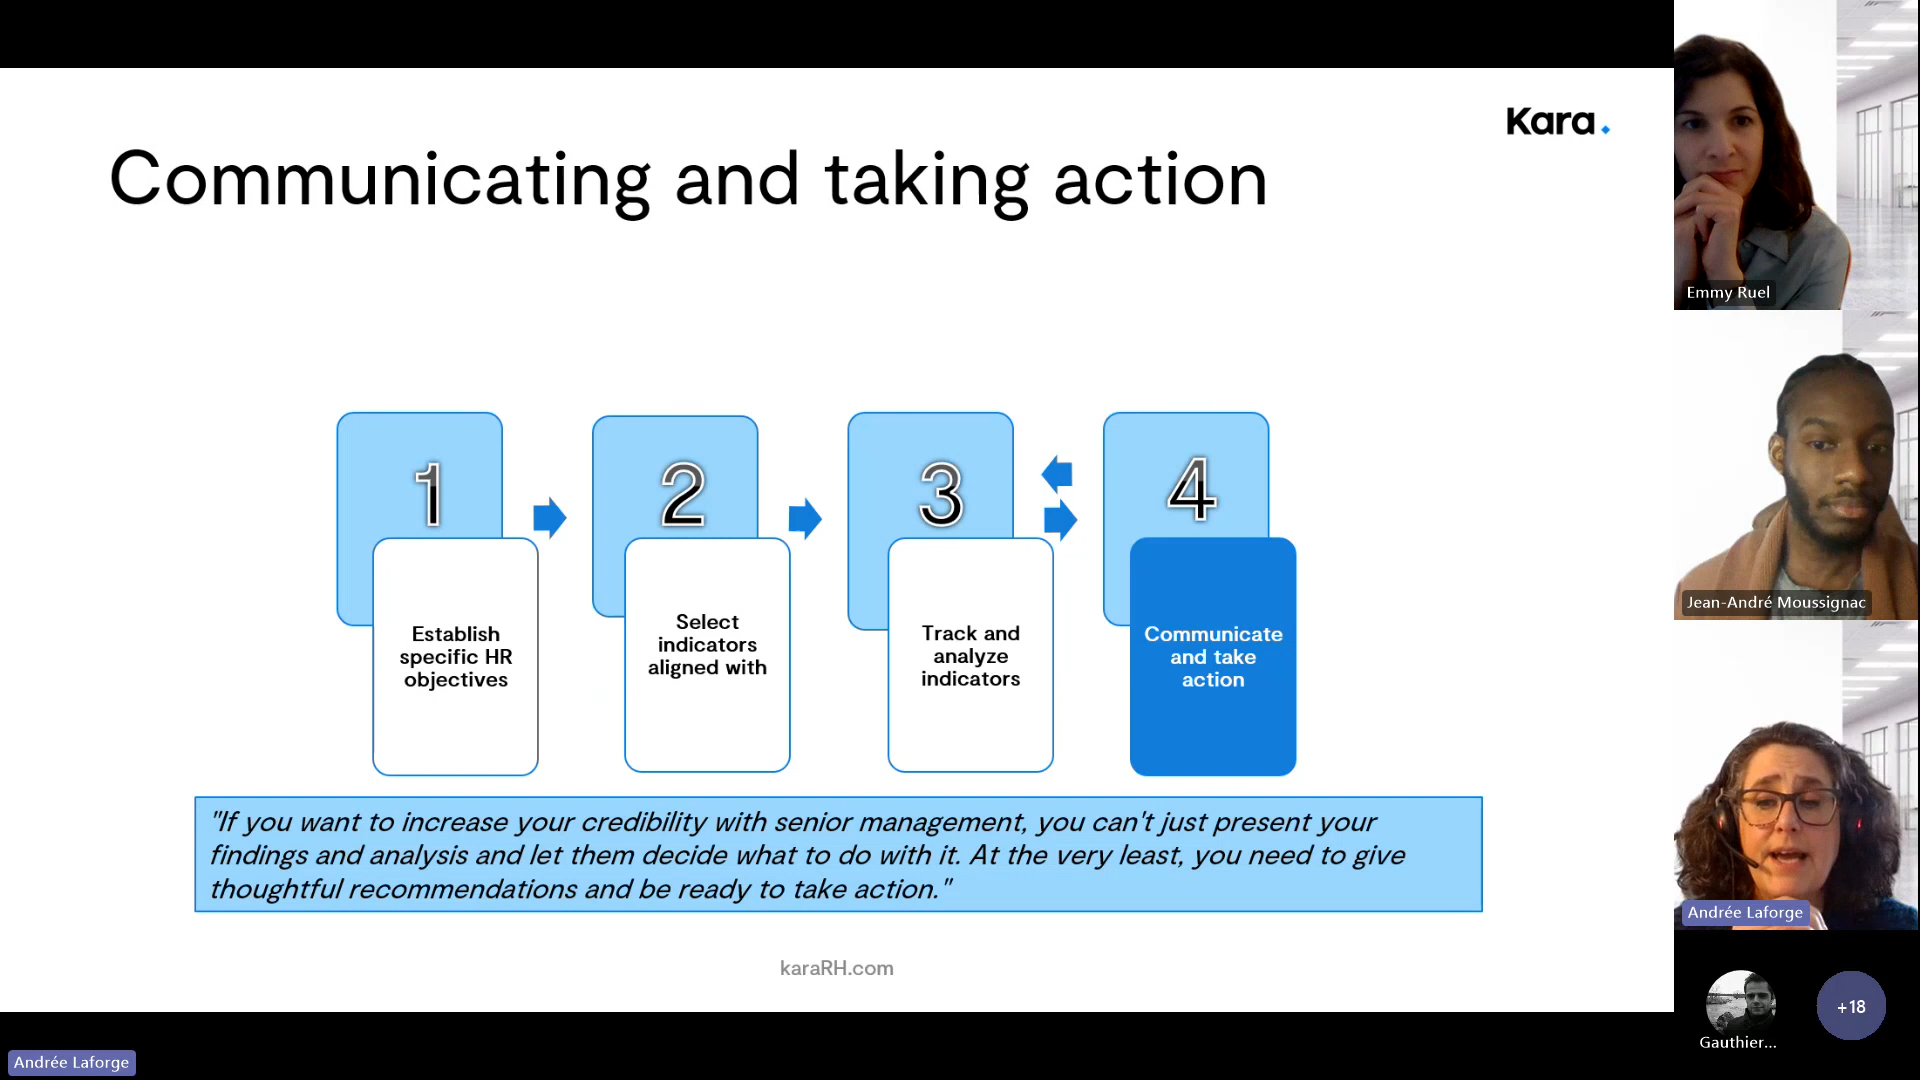 Kara
Communicating and taking action
1
2
3
4
Establish
specific HR
objectives
Select
indicators
aligned with
Track and
analyze
indicators
Communicate
and take
action
"If you want to increase your credibility with senior management, you can't just present your
findings and analysis and let them decide what to do with it. At the very least, you need to give
thoughtful recommendations and be ready to take action."
karaRH.com
Andrée Laforge
Emmy Ruel
Jean-André Moussignac
Andrée Laforge
Gauthier...
+18